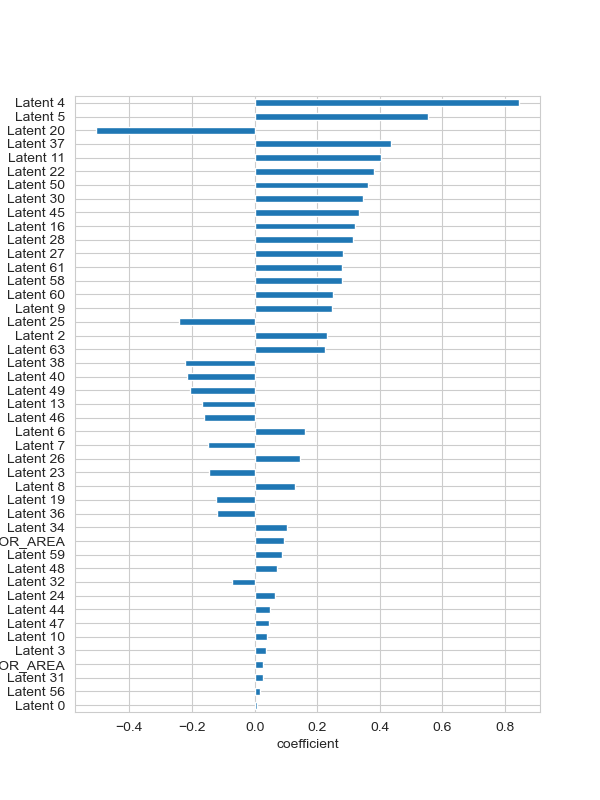 Latent 4
Latent 5
Latent 20
Latent 37
Latent 11
Latent 22
Latent 50
Latent 30
Latent 45
Latent 16
Latent 28
Latent 27
Latent 61
Latent 58
Latent 60
Latent 9
Latent 25
Latent 2
Latent 63
Latent 38
Latent 40
Latent 49
Latent 13
Latent 46
Latent 6
Latent 7
Latent 26
Latent 23
Latent 8
Latent 19
Latent 36
Latent 34
OR_AREA
Latent 59
Latent 48
Latent 32
Latent 24
Latent 44
Latent 47
Latent 10
Latent 3
OR_AREA
Latent 31
Latent 56
Latent 0
−0.4 −0.2 0.0 0.2 0.4 0.6 0.8
coefficient